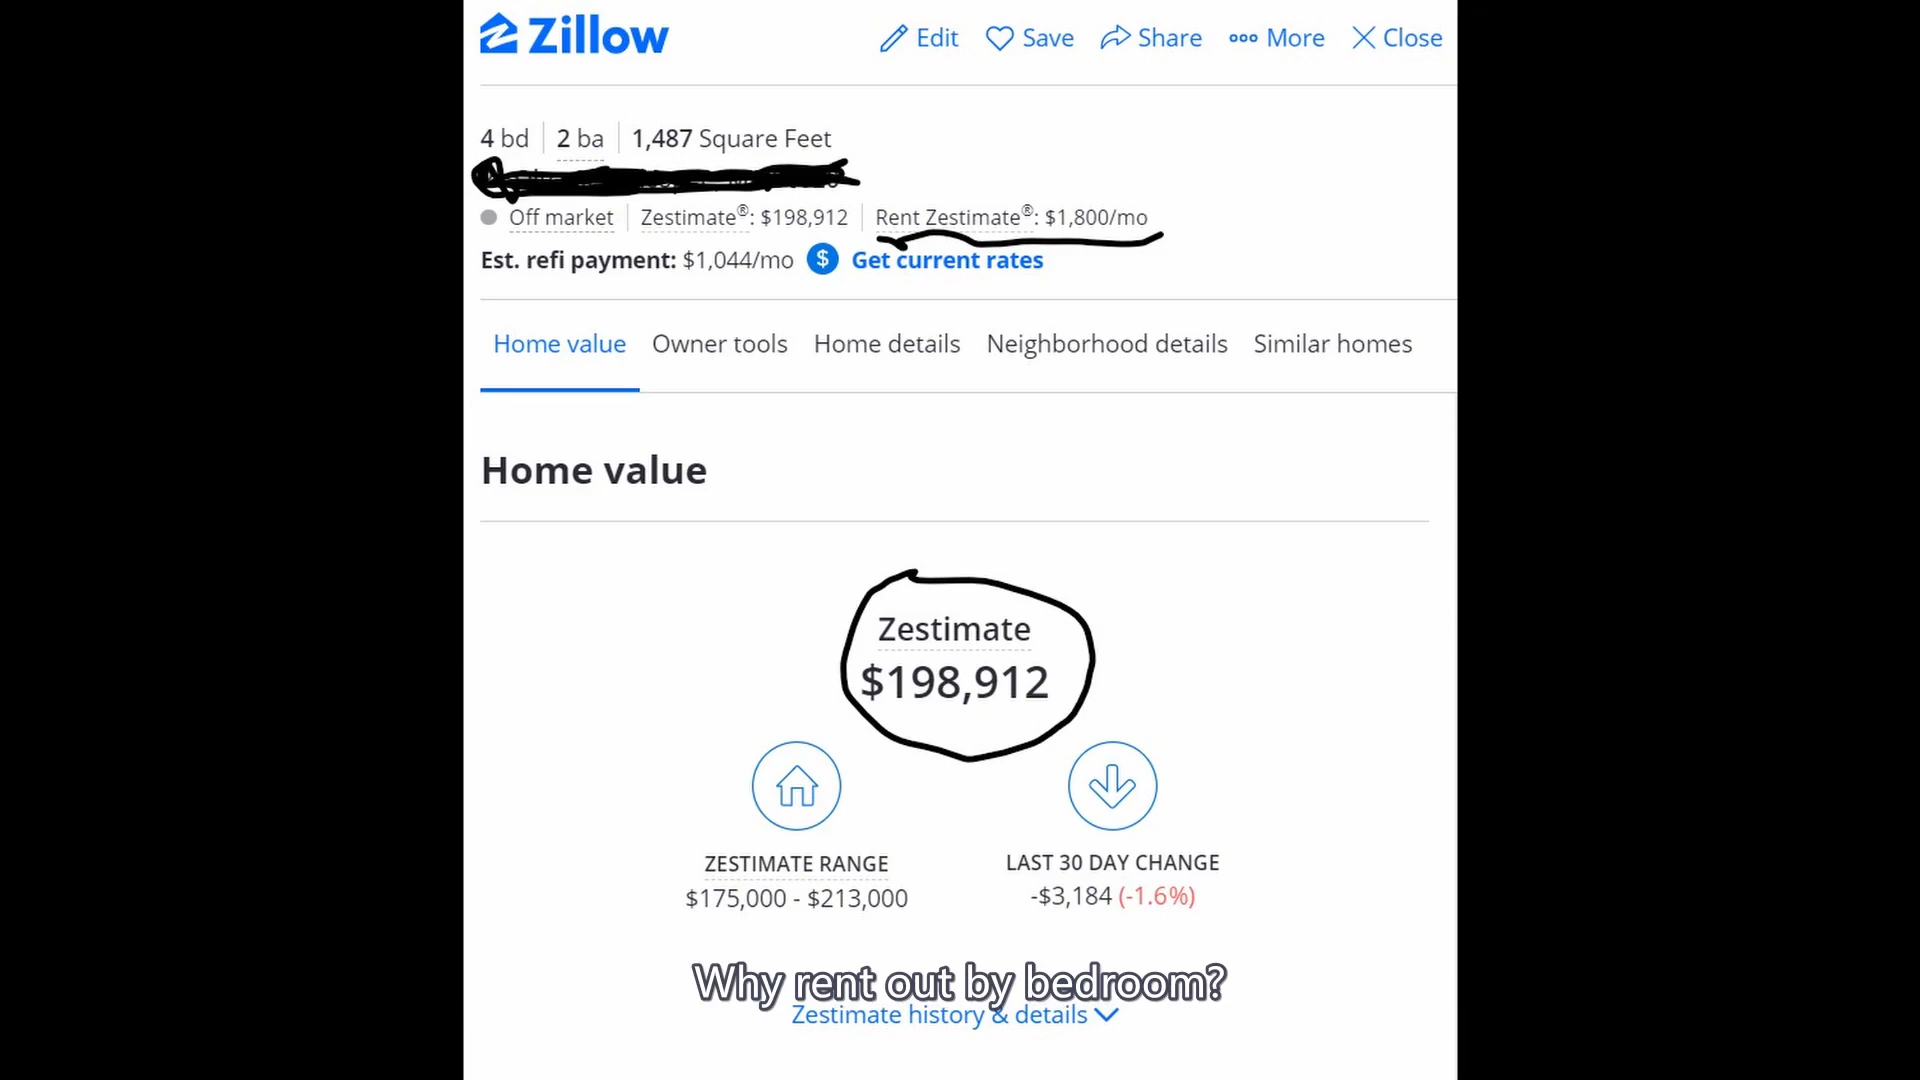 Zillow
Edit Save Share More Close
4 bd 2 ba 1,487 Square Feet
Off market Zestimate®: $198,912 Rent Zestimate®: $1,800/mo
Est. refi payment: $1,044/mo $ Get current rates
Home value Owner tools Home details Neighborhood details Similar homes
Home value
Zestimate
$198,912
ZESTIMATE RANGE
$175,000 - $213,000
LAST 30 DAY CHANGE
-$3,184 (-1.6%)
Why rent out by bedroom?
Zestimate history & details